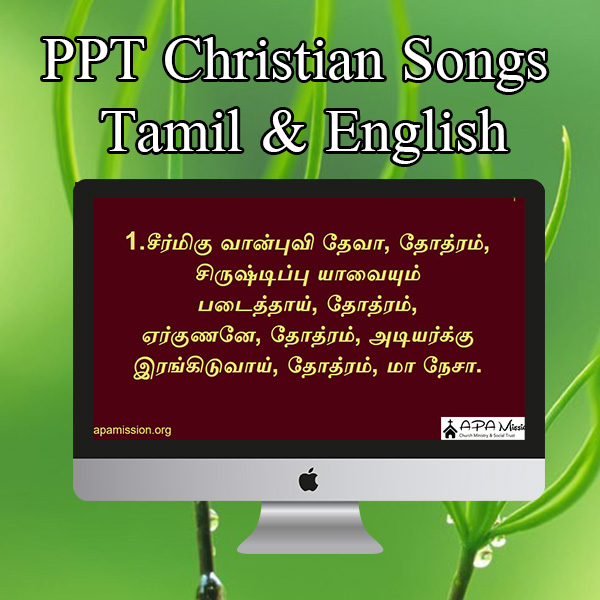 PPT Christian Songs
Tamil & English
1.சீர்மிகு வான்புவி தேவா, தோத்ரம்,
சிருஷ்டிப்பு யாவையும்
படைத்தாய், தோத்ரம்,
ஏர்குணனே, தோத்ரம், அடியர்க்கு
இரங்கிடுவாய், தோத்ரம், மா நேசா.
apamission.org
APA Missi
Church Ministry & Social Trust